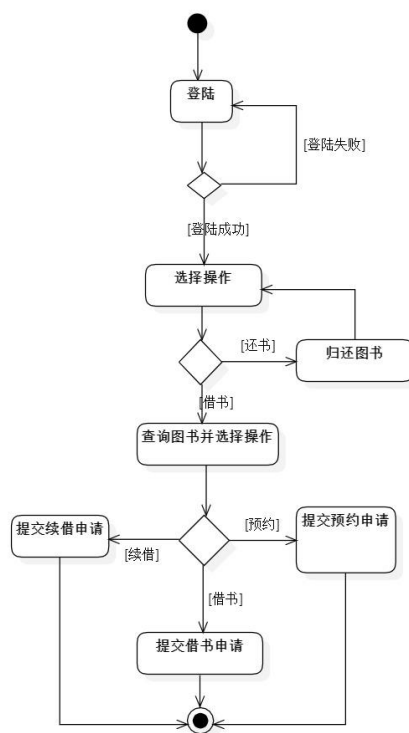 登陆
[登陆失败]
[登陆成功]
选择操作
[还书]
归还图书
[借书]
查询图书并选择操作
提交续借申请
[续借]
[预约]
提交预约申请
[借书]
提交借书申请